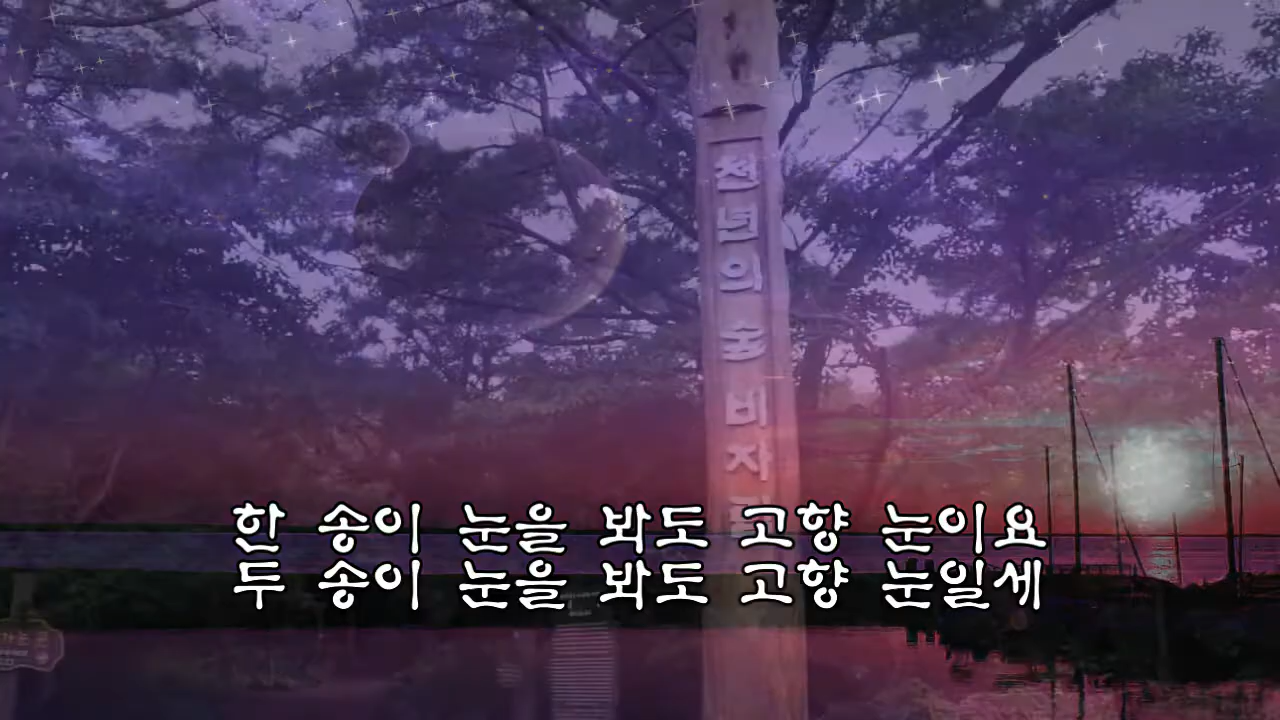 천년의 숲 비자
한 송이 눈을 봐도 고향 눈이요
두 송이 눈을 봐도 고향 눈일세